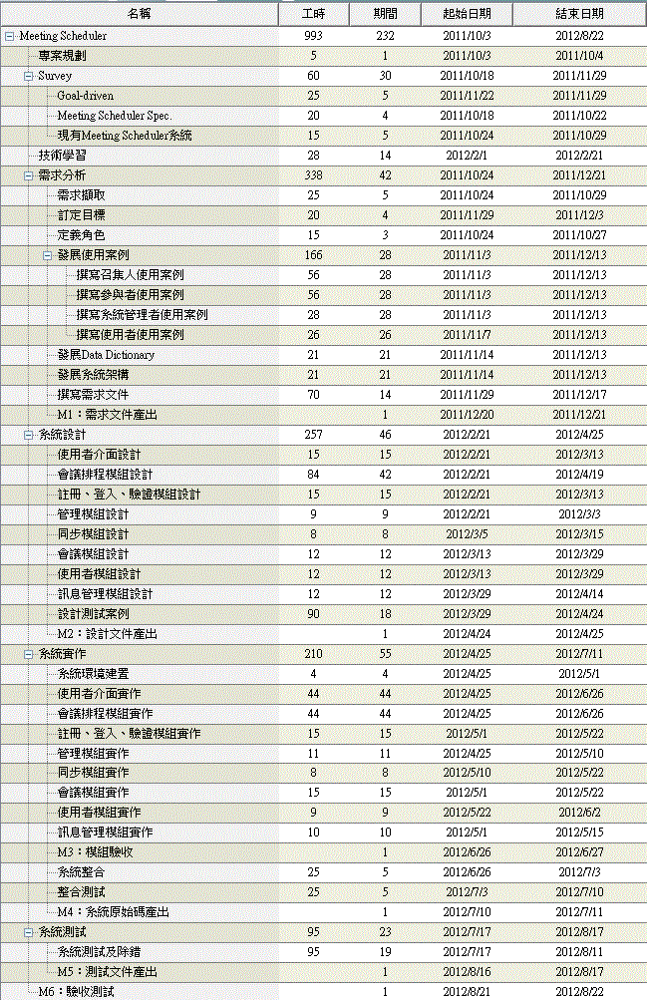 名稱 工時 期間 起始日期 結束日期
Meeting Scheduler 993 232 2011/10/3 2012/8/22
專案規劃 5 1 2011/10/3 2011/10/4
Survey 60 30 2011/10/18 2011/11/29
Goal-driven 25 5 2011/11/22 2011/11/29
Meeting Scheduler Spec. 20 4 2011/10/18 2011/10/22
現有Meeting Scheduler系統 15 5 2011/10/24 2011/10/29
技術學習 28 14 2012/2/1 2012/2/21
需求分析 338 42 2011/10/24 2011/12/21
需求擷取 25 5 2011/10/24 2011/10/29
訂定目標 20 4 2011/11/29 2011/12/3
定義角色 15 3 2011/10/24 2011/10/27
發展使用案例 166 28 2011/11/3 2011/12/13
撰寫召集人使用案例 56 28 2011/11/3 2011/12/13
撰寫參與者使用案例 56 28 2011/11/3 2011/12/13
撰寫系統管理者使用案例 28 28 2011/11/3 2011/12/13
撰寫使用者使用案例 26 26 2011/11/7 2011/12/13
發展Data Dictionary 21 21 2011/11/14 2011/12/13
發展系統架構 21 21 2011/11/14 2011/12/13
撰寫需求文件 70 14 2011/11/29 2011/12/17
M1：需求文件產出 1 2011/12/20 2011/12/21
系統設計 257 46 2012/2/21 2012/4/25
使用者介面設計 15 15 2012/2/21 2012/3/13
會議排程模組設計 84 42 2012/2/21 2012/4/19
註冊、登入、驗證模組設計 15 15 2012/2/21 2012/3/13
管理模組設計 9 9 2012/2/21 2012/3/3
同步模組設計 8 8 2012/3/5 2012/3/15
會議模組設計 12 12 2012/3/13 2012/3/29
使用者模組設計 12 12 2012/3/13 2012/3/29
訊息管理模組設計 12 12 2012/3/29 2012/4/14
設計測試案例 90 18 2012/3/29 2012/4/24
M2：設計文件產出 1 2012/4/24 2012/4/25
系統實作 210 55 2012/4/25 2012/7/11
系統環境建置 4 4 2012/4/25 2012/5/1
使用者介面實作 44 44 2012/4/25 2012/6/26
會議排程模組實作 44 44 2012/4/25 2012/6/26
註冊、登入、驗證模組實作 15 15 2012/5/1 2012/5/22
管理模組實作 11 11 2012/4/25 2012/5/10
同步模組實作 8 8 2012/5/10 2012/5/22
會議模組實作 15 15 2012/5/1 2012/5/22
使用者模組實作 9 9 2012/5/22 2012/6/2
訊息管理模組實作 10 10 2012/5/1 2012/5/15
M3：模組驗收 1 2012/6/26 2012/6/27
系統整合 25 5 2012/6/26 2012/7/3
整合測試 25 5 2012/7/3 2012/7/10
M4：系統原始碼產出 1 2012/7/10 2012/7/11
系統測試 95 23 2012/7/17 2012/8/17
系統測試及除錯 95 19 2012/7/17 2012/8/11
M5：測試文件產出 1 2012/8/16 2012/8/17
M6：驗收測試 1 2012/8/21 2012/8/22